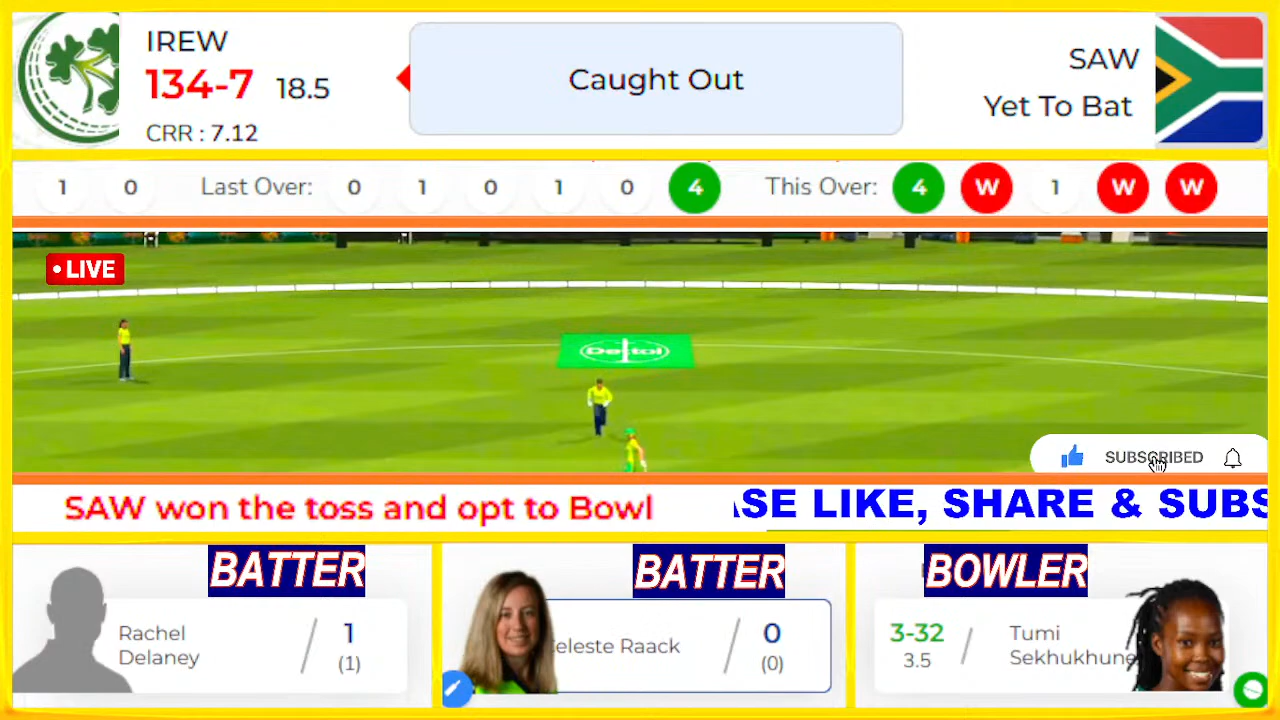 IREW
134-7 18.5
CRR : 7.12
Caught Out
SAW
Yet To Bat
1 0 Last Over: 0 1 0 1 0 4 This Over: 4 W 1 W W
• LIVE
Dettol
SUBSCRIBED
SAW won the toss and opt to Bowl
ASE LIKE, SHARE & SUBS
BATTER
Rachel
Delaney
1
(1)
BATTER
eleste Raack
0
(0)
BOWLER
3-32
3.5
Tumi
Sekhukhune